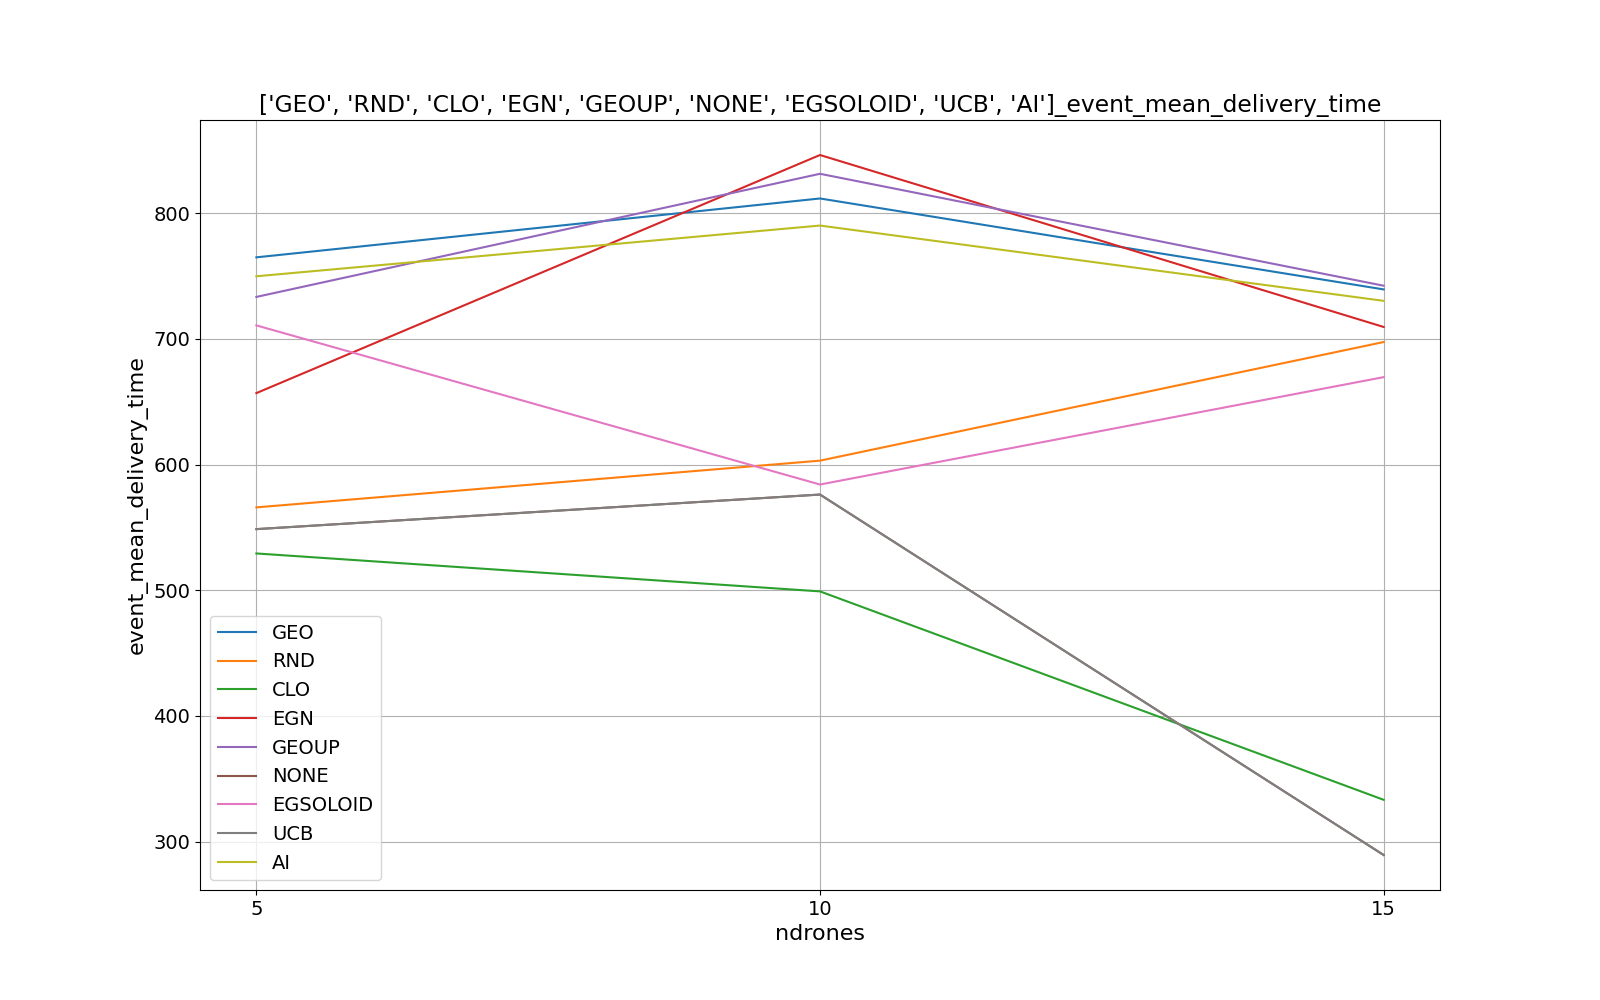 ['GEO', 'RND', 'CLO', 'EGN', 'GEOUP', 'NONE', 'EGSOLOID', 'UCB', 'AI']_event_mean_delivery_time
event_mean_delivery_time
800
700
600
500
400
300
GEO
RND
CLO
EGN
GEOUP
NONE
EGSOLOID
UCB
AI
5 10 15
ndrones